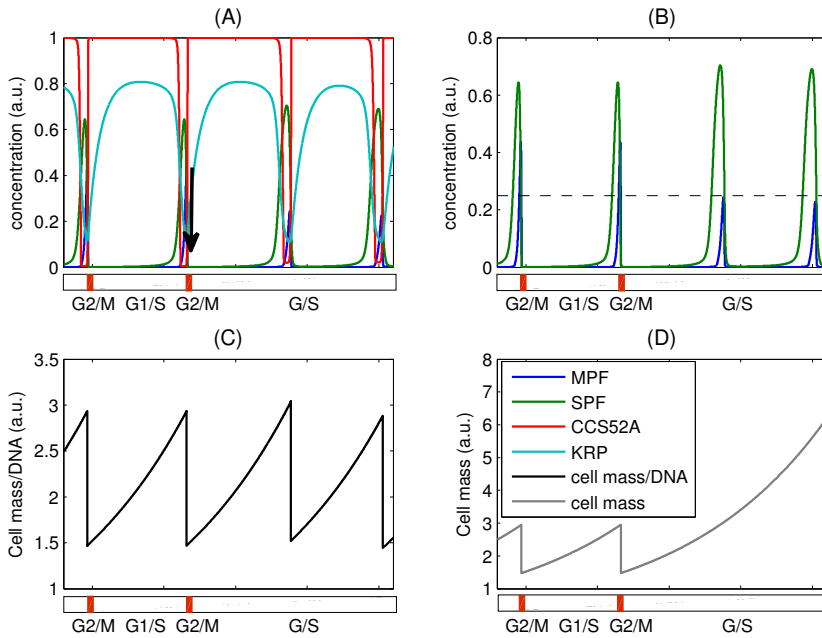 (A)
concentration (a.u.)
1
0.8
0.6
0.4
0.2
0
G2/M G1/S G2/M G/S
(B)
concentration (a.u.)
0.8
0.6
0.4
0.2
0
G2/M G1/S G2/M G/S
(C)
Cell mass/DNA (a.u.)
3.5
3
2.5
2
1.5
1
G2/M G1/S G2/M G/S
(D)
Cell mass (a.u.)
8
7
6
5
4
3
2
1
MPF
SPF
CCS52A
KRP
cell mass/DNA
cell mass
G2/M G1/S G2/M G/S